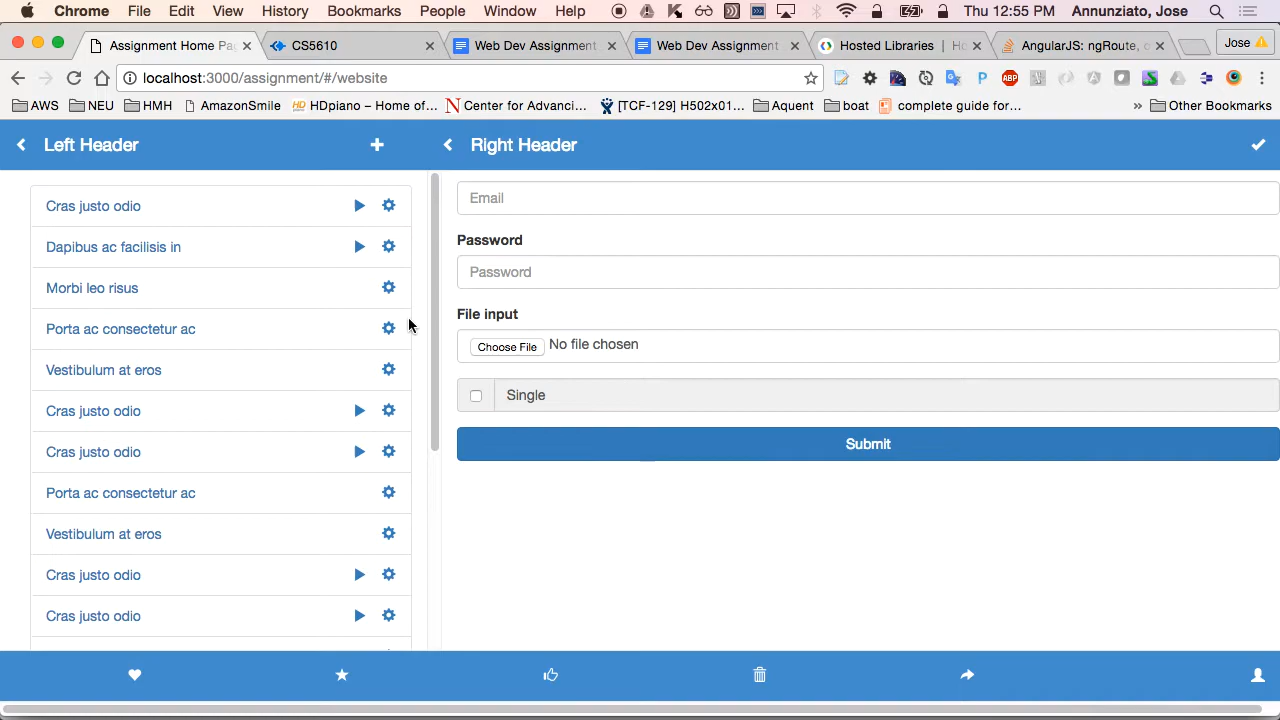 Chrome File Edit View History Bookmarks People Window Help Thu 12:55 PM Annunziato, Jose
Assignment Home Pa CS5610 Web Dev Assignment Web Dev Assignment Hosted Libraries | Ho AngularJS: ngRoute, c Jose
localhost:3000/assignment/#/website
AWS NEU HMH AmazonSmile HD HDpiano – Home of... Center for Advanci... [TCF-129] H502x01... Aquent boat complete guide for... » Other Bookmarks
Left Header
Right Header
Cras justo odio
Dapibus ac facilisis in
Morbi leo risus
Porta ac consectetur ac
Vestibulum at eros
Cras justo odio
Cras justo odio
Porta ac consectetur ac
Vestibulum at eros
Cras justo odio
Cras justo odio
Email
Password
Password
File input
Choose File No file chosen
Single
Submit